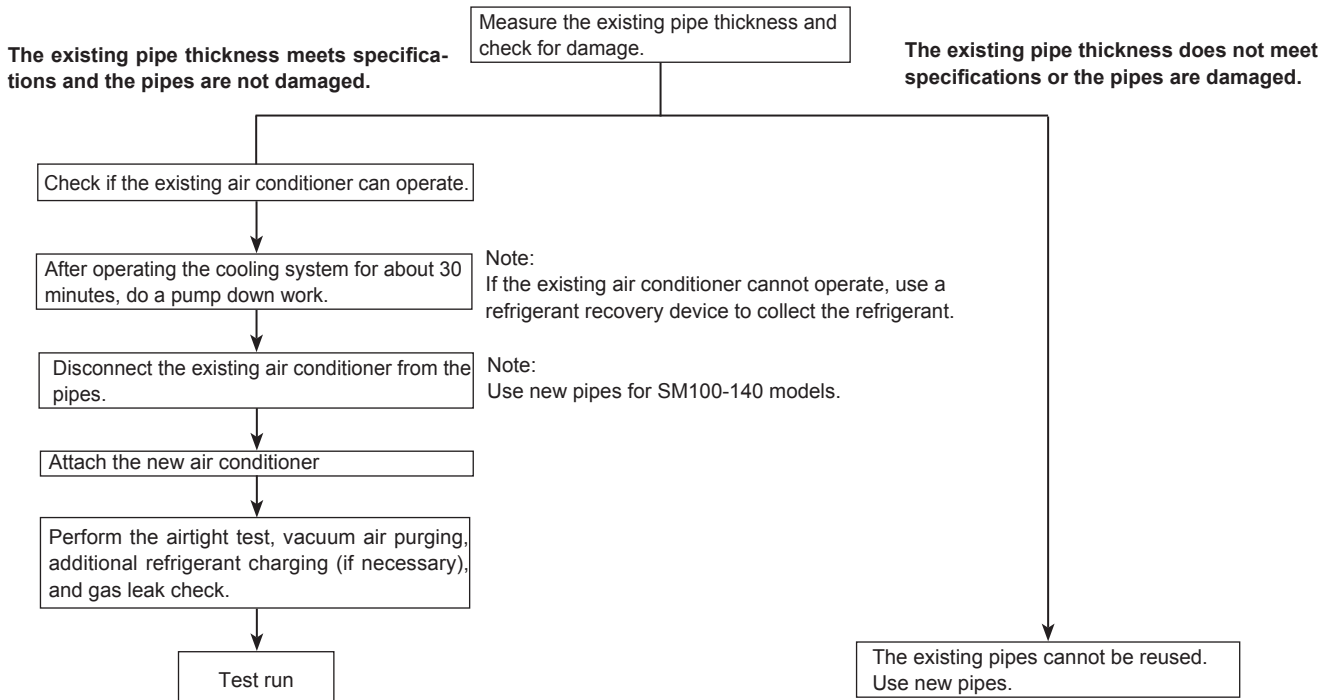 Measure the existing pipe thickness and
check for damage.
The existing pipe thickness meets specifica-
tions and the pipes are not damaged.
The existing pipe thickness does not meet
specifications or the pipes are damaged.
Check if the existing air conditioner can operate.
After operating the cooling system for about 30
minutes, do a pump down work.
Note:
If the existing air conditioner cannot operate, use a
refrigerant recovery device to collect the refrigerant.
Disconnect the existing air conditioner from the
pipes.
Note:
Use new pipes for SM100-140 models.
Attach the new air conditioner
Perform the airtight test, vacuum air purging,
additional refrigerant charging (if necessary),
and gas leak check.
Test run
The existing pipes cannot be reused.
Use new pipes.